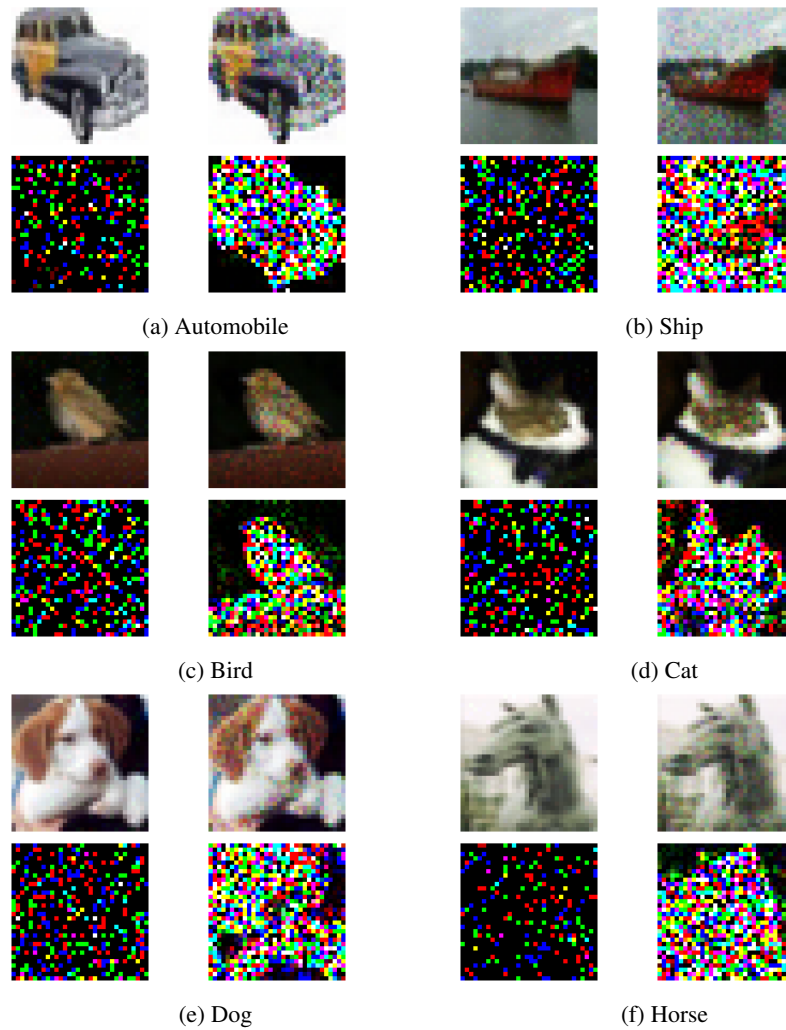 (a) Automobile
(b) Ship
(c) Bird
(d) Cat
(e) Dog
(f) Horse